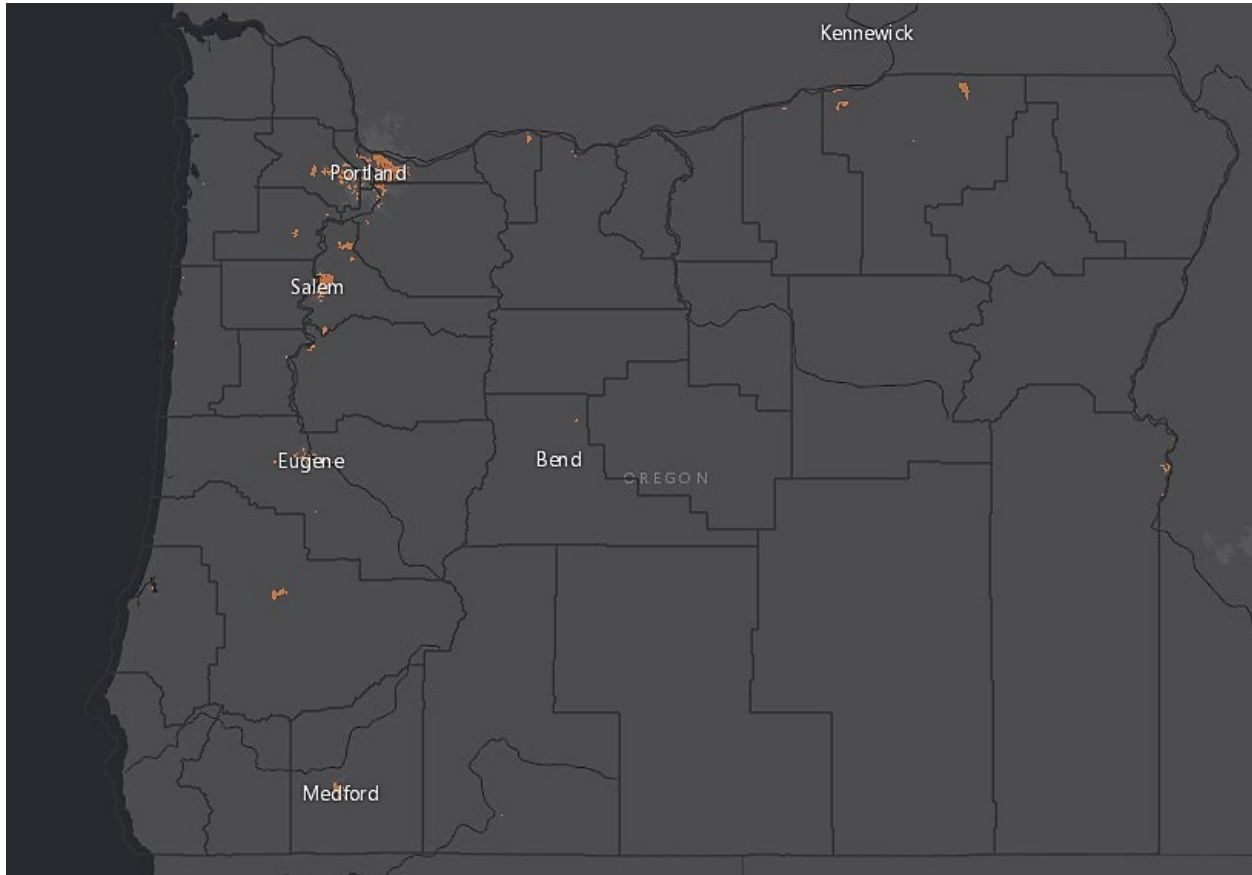 Kennewick
Portland
Salem
Eugene
Bend
OREGON
Medford